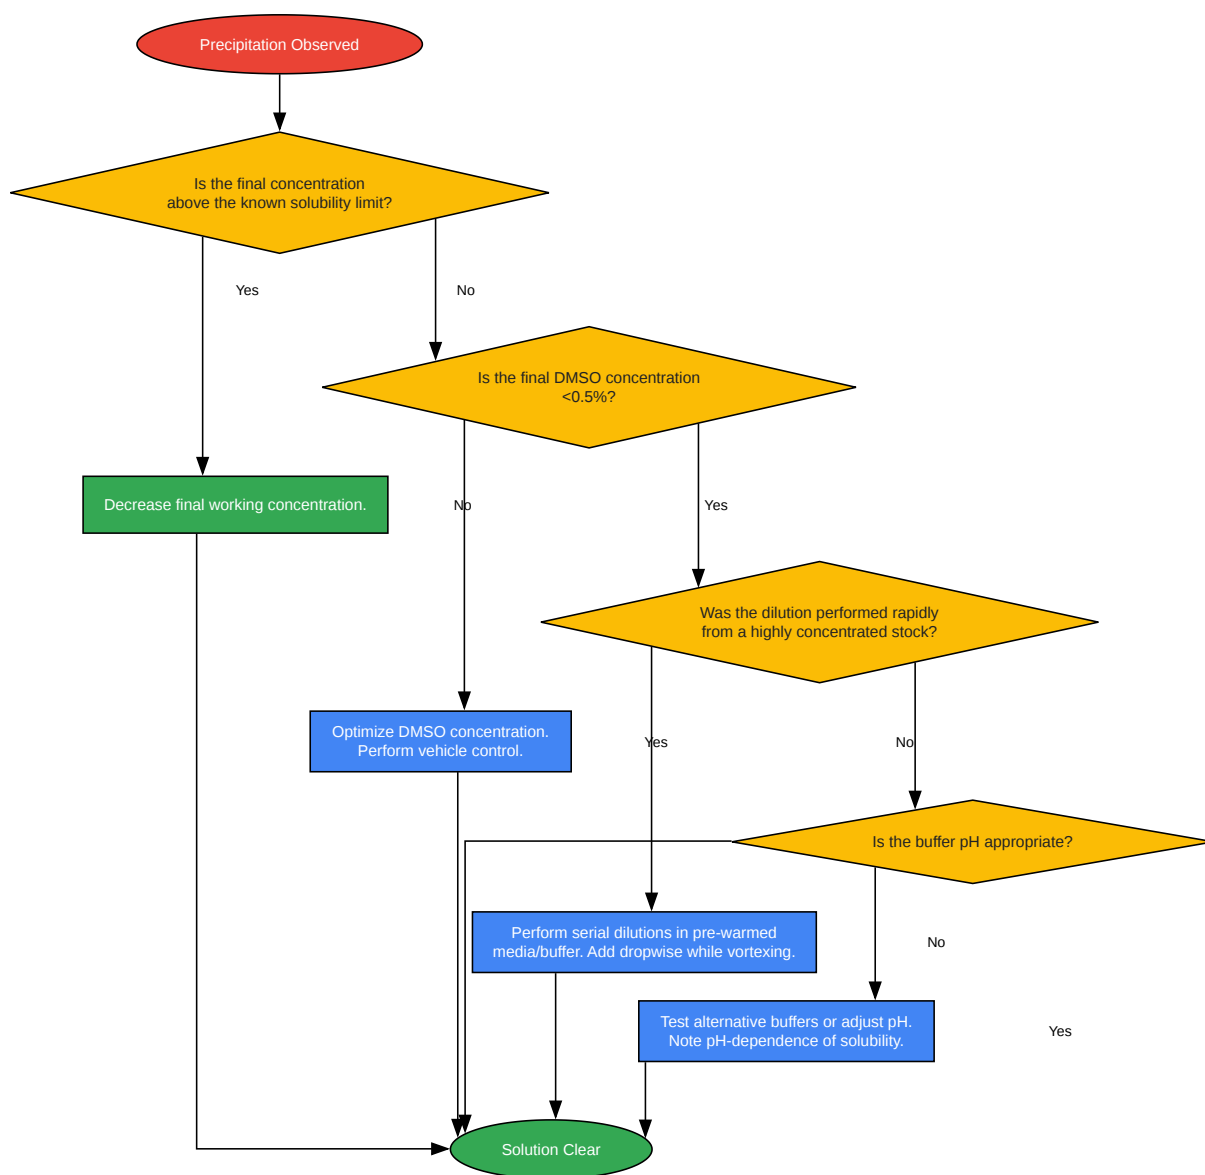 Precipitation Observed
Is the final concentration
above the known solubility limit?
Yes
No
Is the final DMSO concentration
<0.5%?
Decrease final working concentration.
No
Yes
Was the dilution performed rapidly
from a highly concentrated stock?
Optimize DMSO concentration.
Perform vehicle control.
Yes
No
Is the buffer pH appropriate?
Perform serial dilutions in pre-warmed
media/buffer. Add dropwise while vortexing.
No
Test alternative buffers or adjust pH.
Note pH-dependence of solubility.
Yes
Solution Clear